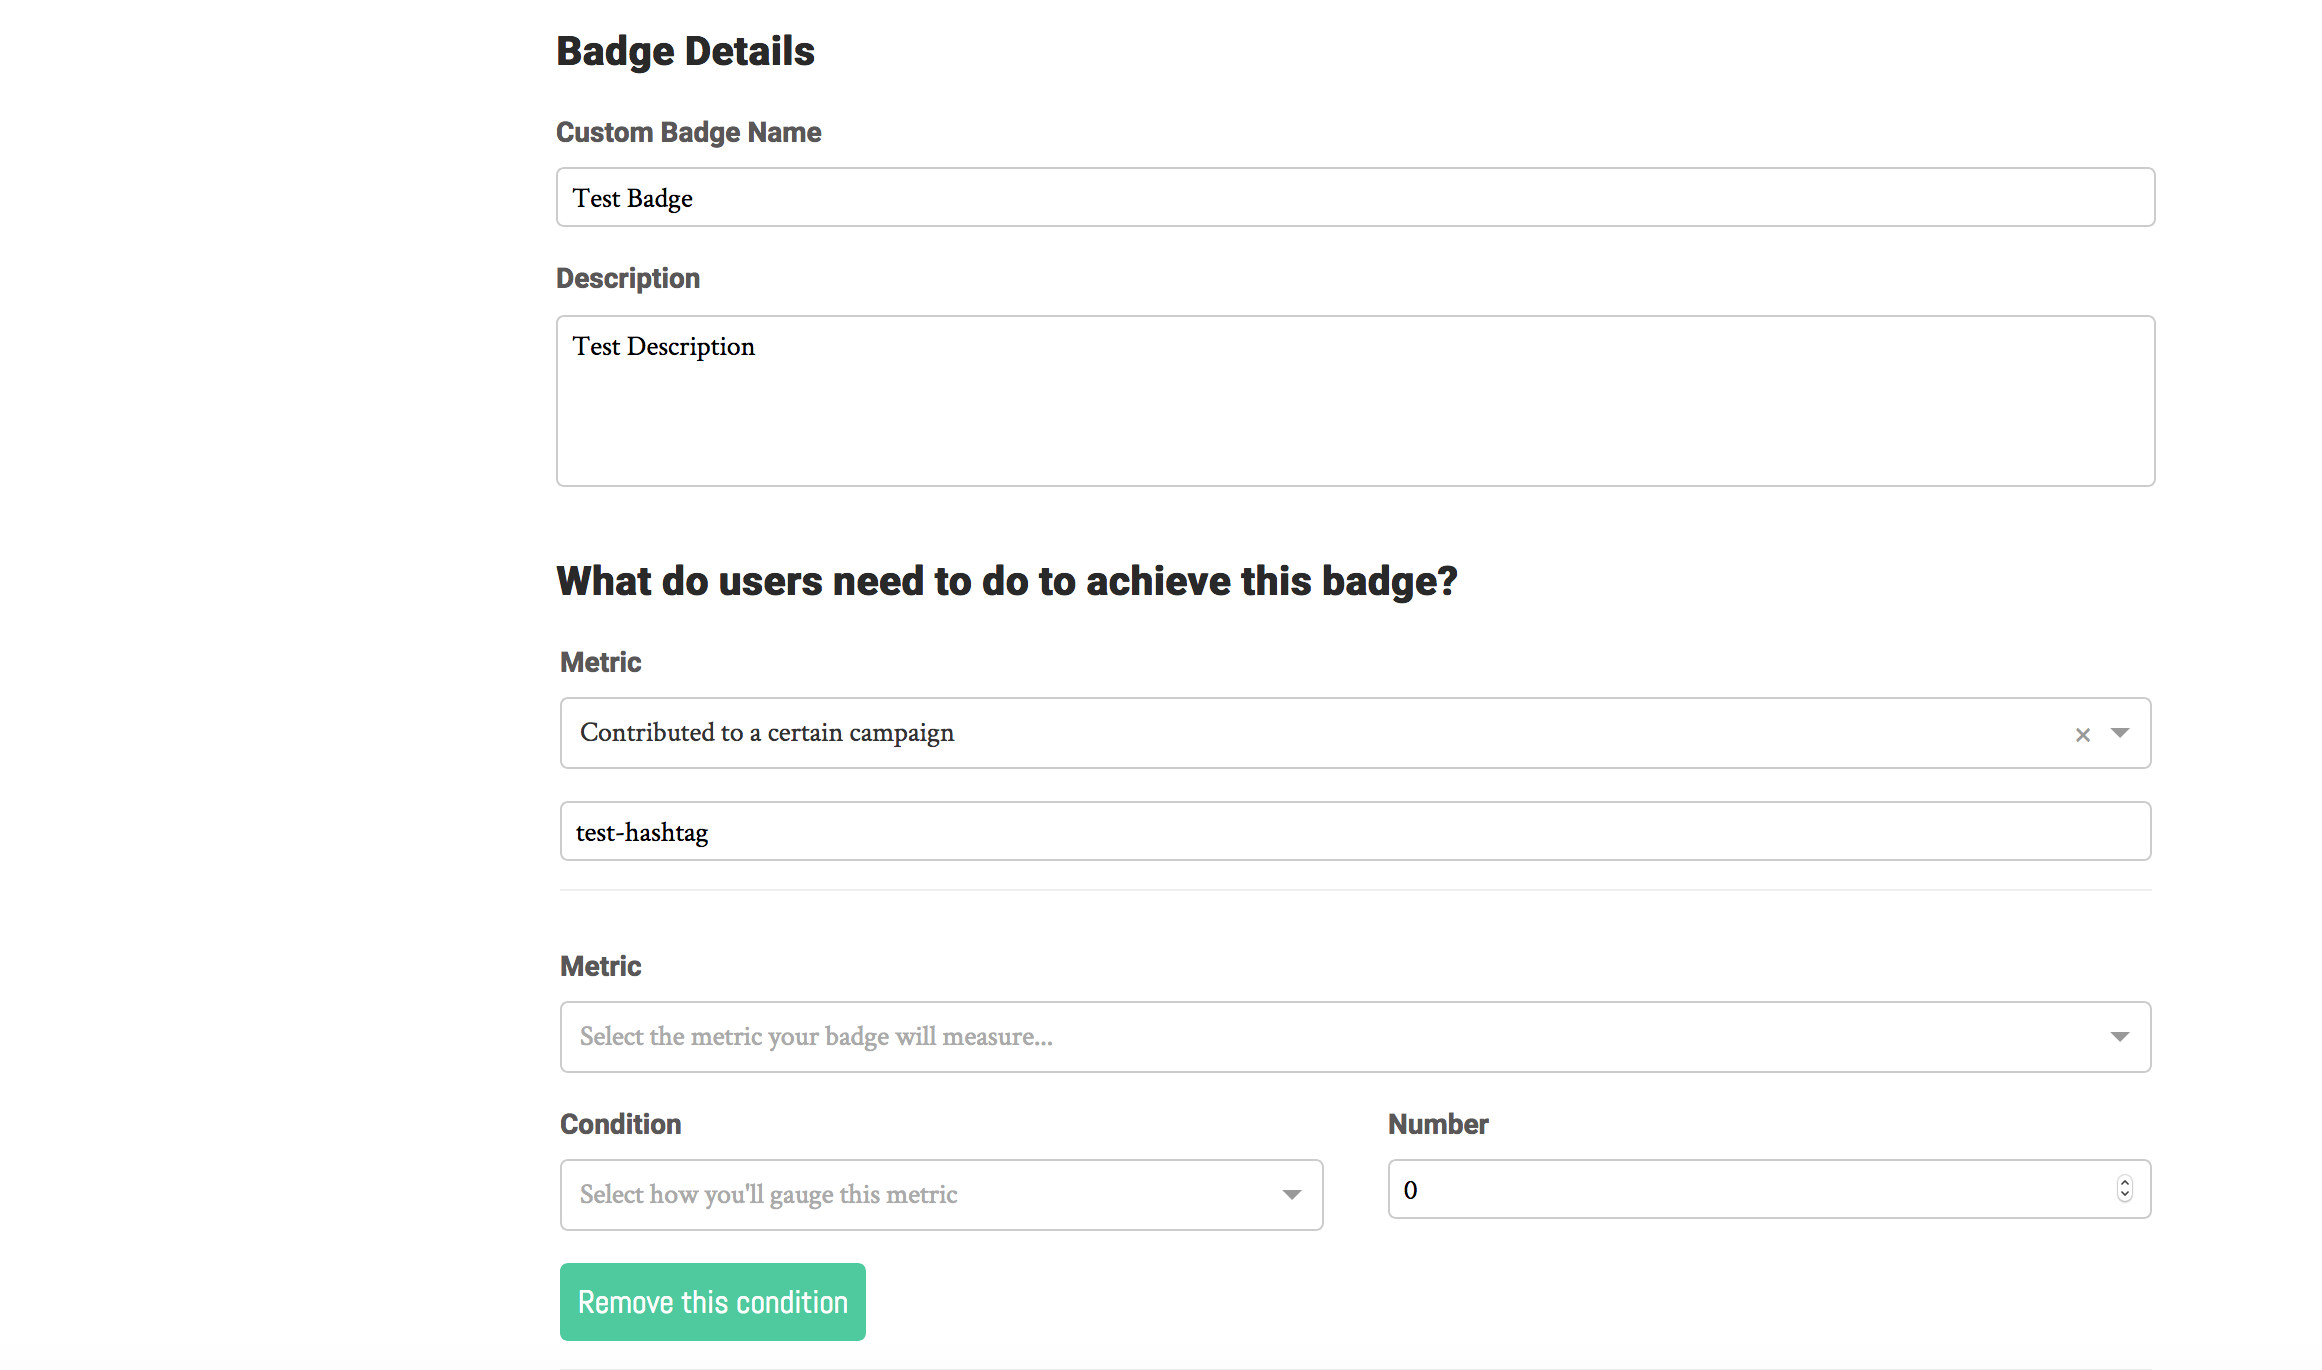 Badge Details
Custom Badge Name
Test Badge
Description
Test Description
What do users need to do to achieve this badge?
Metric
Contributed to a certain campaign
test-hashtag
Metric
Select the metric your badge will measure...
Condition
Number
Select how you'll gauge this metric
0
Remove this condition